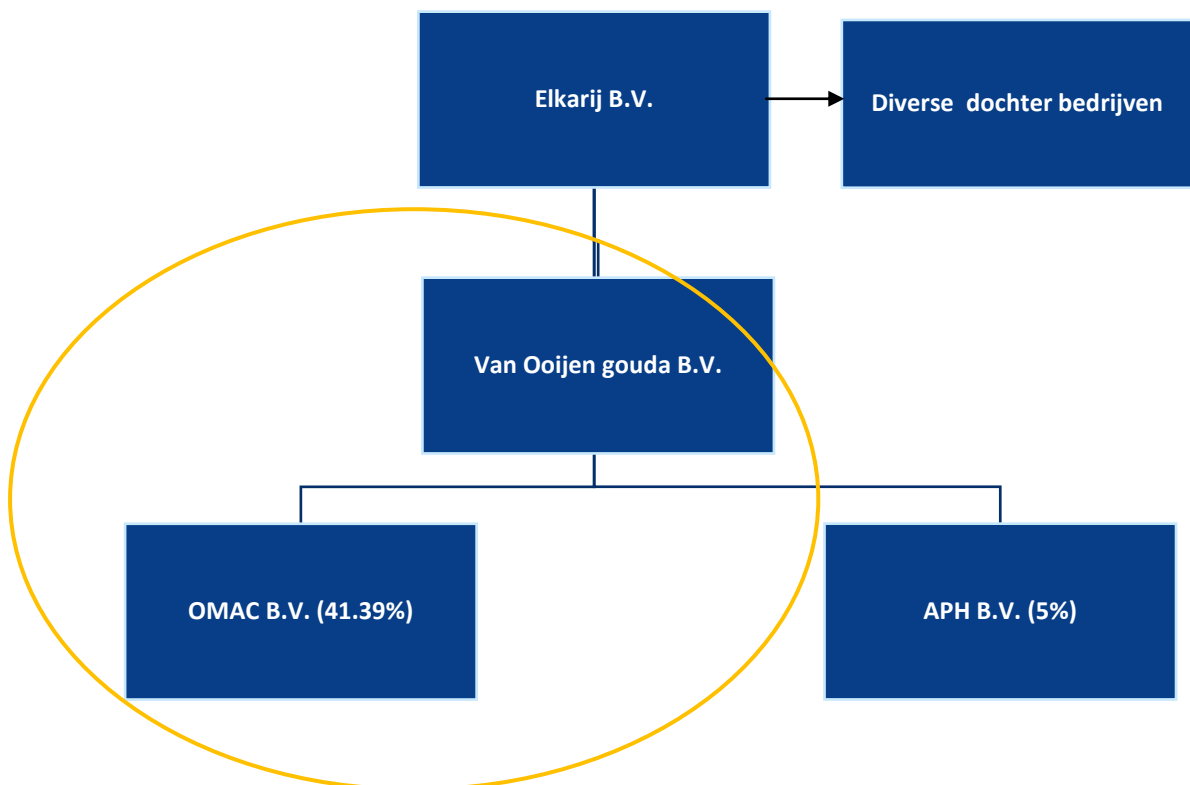 Elkarij B.V.
Diverse dochter bedrijven
Van Ooijen gouda B.V.
OMAC B.V. (41.39%)
APH B.V. (5%)